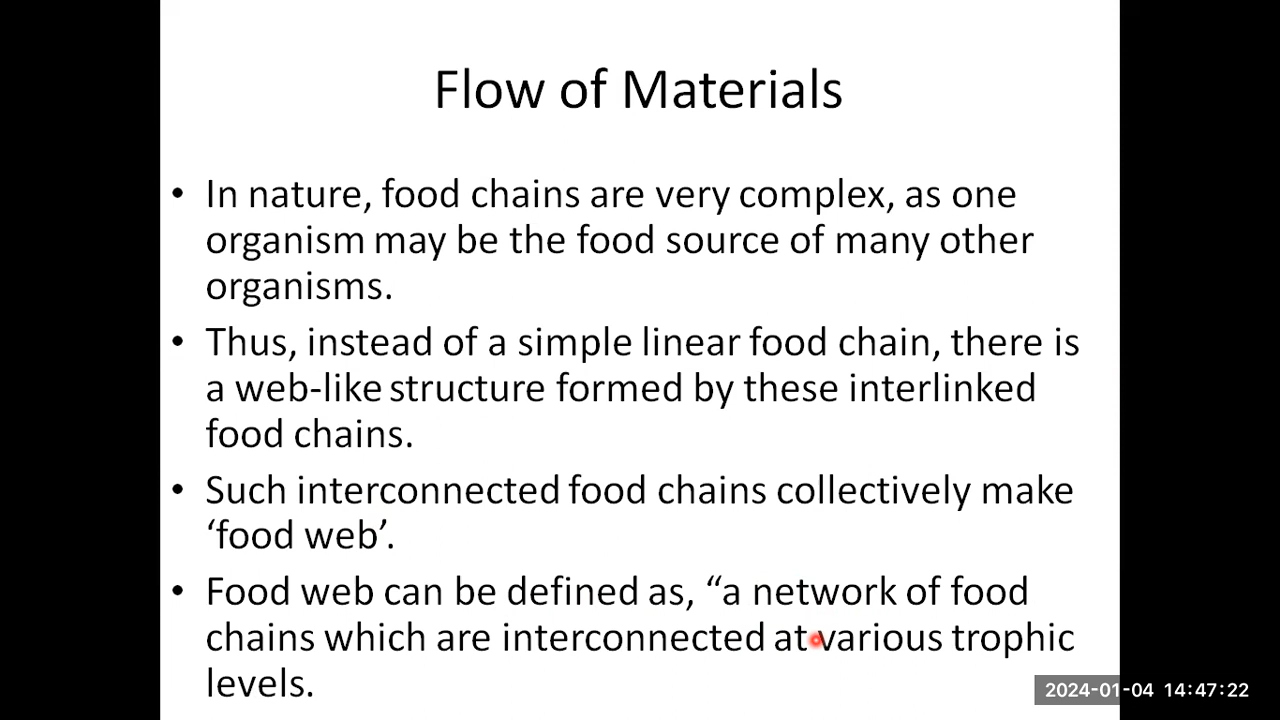 Flow of Materials
• In nature, food chains are very complex, as one
organism may be the food source of many other
organisms.
• Thus, instead of a simple linear food chain, there is
a web-like structure formed by these interlinked
food chains.
• Such interconnected food chains collectively make
‘food web’.
• Food web can be defined as, “a network of food
chains which are interconnected at various trophic
levels.
2024-01-04 14:47:22